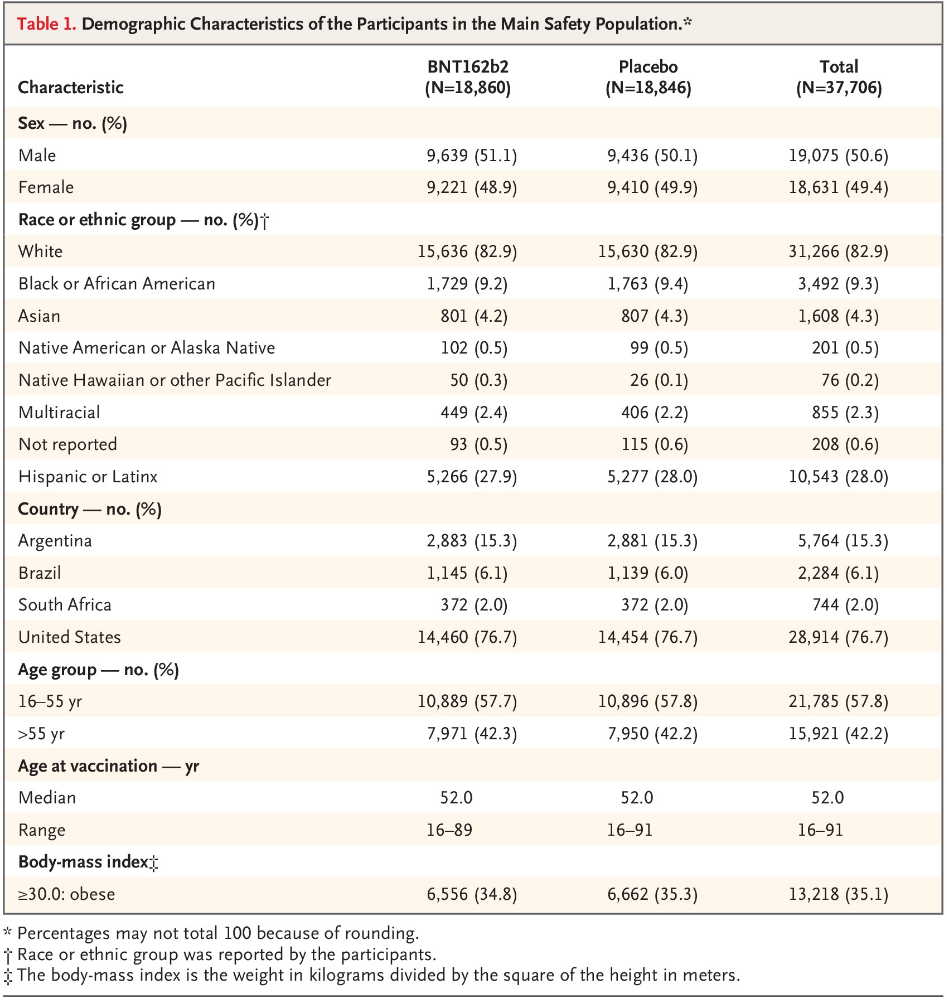 Table 1. Demographic Characteristics of the Participants in the Main Safety Population.*
Characteristic BNT162b2 (N=18,860) Placebo (N=18,846) Total (N=37,706)
Sex — no. (%)
Male 9,639 (51.1) 9,436 (50.1) 19,075 (50.6)
Female 9,221 (48.9) 9,410 (49.9) 18,631 (49.4)
Race or ethnic group — no. (%)†
White 15,636 (82.9) 15,630 (82.9) 31,266 (82.9)
Black or African American 1,729 (9.2) 1,763 (9.4) 3,492 (9.3)
Asian 801 (4.2) 807 (4.3) 1,608 (4.3)
Native American or Alaska Native 102 (0.5) 99 (0.5) 201 (0.5)
Native Hawaiian or other Pacific Islander 50 (0.3) 26 (0.1) 76 (0.2)
Multiracial 449 (2.4) 406 (2.2) 855 (2.3)
Not reported 93 (0.5) 115 (0.6) 208 (0.6)
Hispanic or Latinx 5,266 (27.9) 5,277 (28.0) 10,543 (28.0)
Country — no. (%)
Argentina 2,883 (15.3) 2,881 (15.3) 5,764 (15.3)
Brazil 1,145 (6.1) 1,139 (6.0) 2,284 (6.1)
South Africa 372 (2.0) 372 (2.0) 744 (2.0)
United States 14,460 (76.7) 14,454 (76.7) 28,914 (76.7)
Age group — no. (%)
16–55 yr 10,889 (57.7) 10,896 (57.8) 21,785 (57.8)
>55 yr 7,971 (42.3) 7,950 (42.2) 15,921 (42.2)
Age at vaccination — yr
Median 52.0 52.0 52.0
Range 16–89 16–91 16–91
Body-mass index‡
≥30.0: obese 6,556 (34.8) 6,662 (35.3) 13,218 (35.1)
* Percentages may not total 100 because of rounding.
† Race or ethnic group was reported by the participants.
‡ The body-mass index is the weight in kilograms divided by the square of the height in meters.